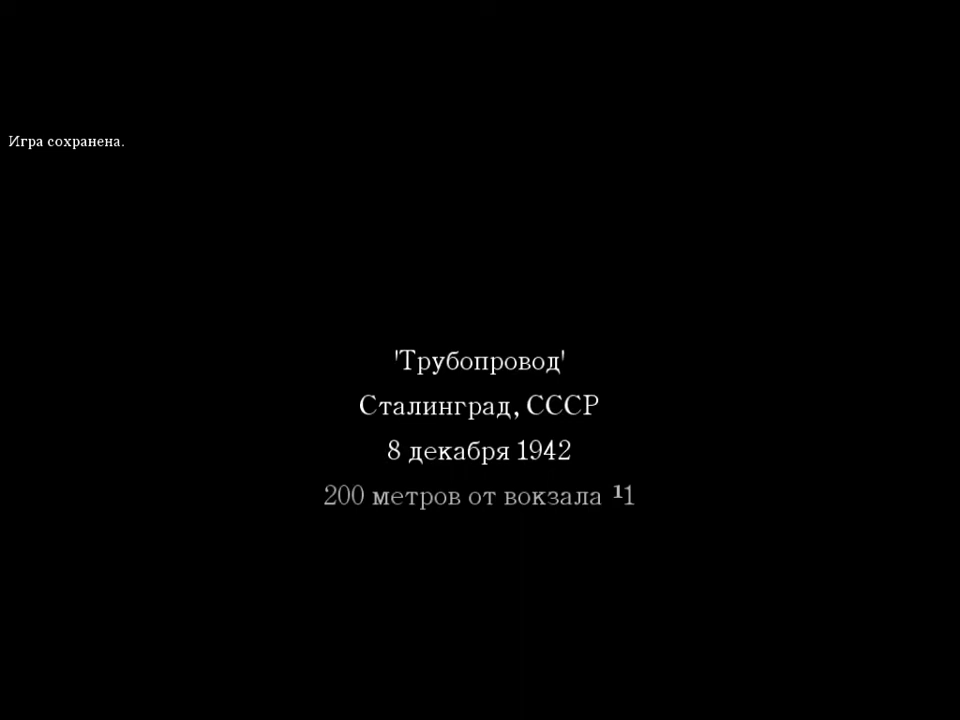 Игра сохранена.
'Трубопровод'
Сталинград, СССР
8 декабря 1942
200 метров от вокзала ¹1